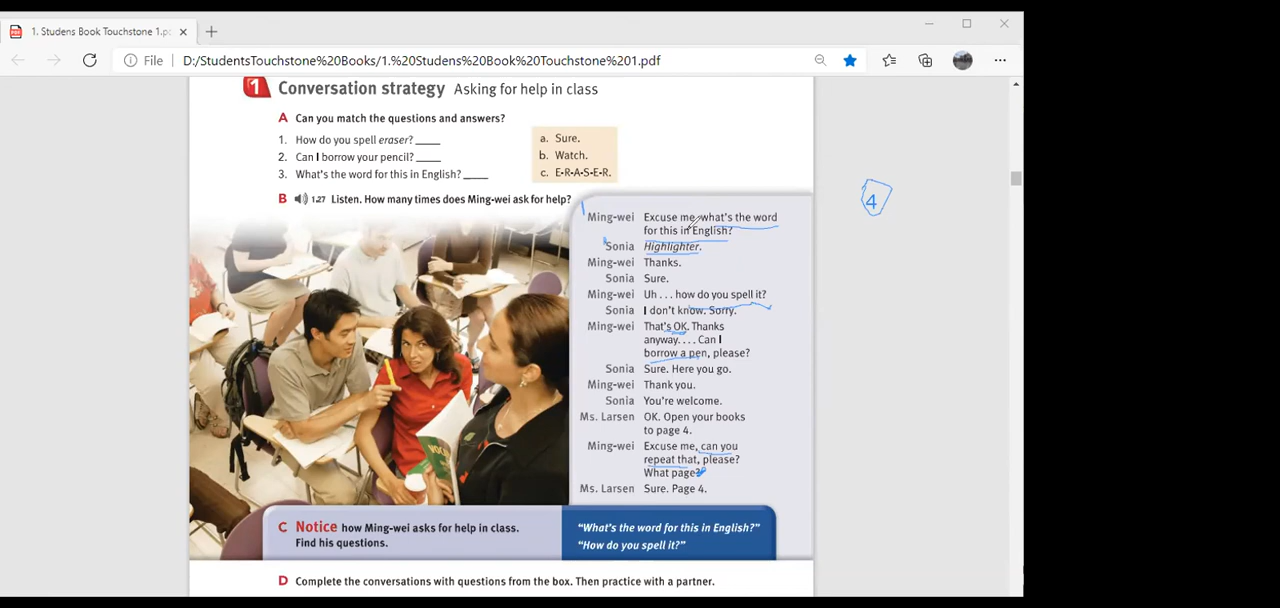 1. Studens Book Touchstone 1.p
File
D:/StudentsTouchstone%20Books/1.%20Studens%20Book%20Touchstone%201.pdf
1 Conversation strategy Asking for help in class
A Can you match the questions and answers?
1. How do you spell eraser? ____
2. Can I borrow your pencil? ____
3. What's the word for this in English? ____
a. Sure.
b. Watch.
c. E-R-A-S-E-R.
B 1.27 Listen. How many times does Ming-wei ask for help?
4
Ming-wei Excuse me, what's the word
for this in English?
Sonia Highlighter.
Ming-wei Thanks.
Sonia Sure.
Ming-wei Uh . . . how do you spell it?
Sonia I don't know. Sorry.
Ming-wei That's OK. Thanks
anyway. . . . Can I
borrow a pen, please?
Sonia Sure. Here you go.
Ming-wei Thank you.
Sonia You're welcome.
Ms. Larsen OK. Open your books
to page 4.
Ming-wei Excuse me, can you
repeat that, please?
What page?
Ms. Larsen Sure. Page 4.
C Notice how Ming-wei asks for help in class.
Find his questions.
"What's the word for this in English?"
"How do you spell it?"
D Complete the conversations with questions from the box. Then practice with a partner.